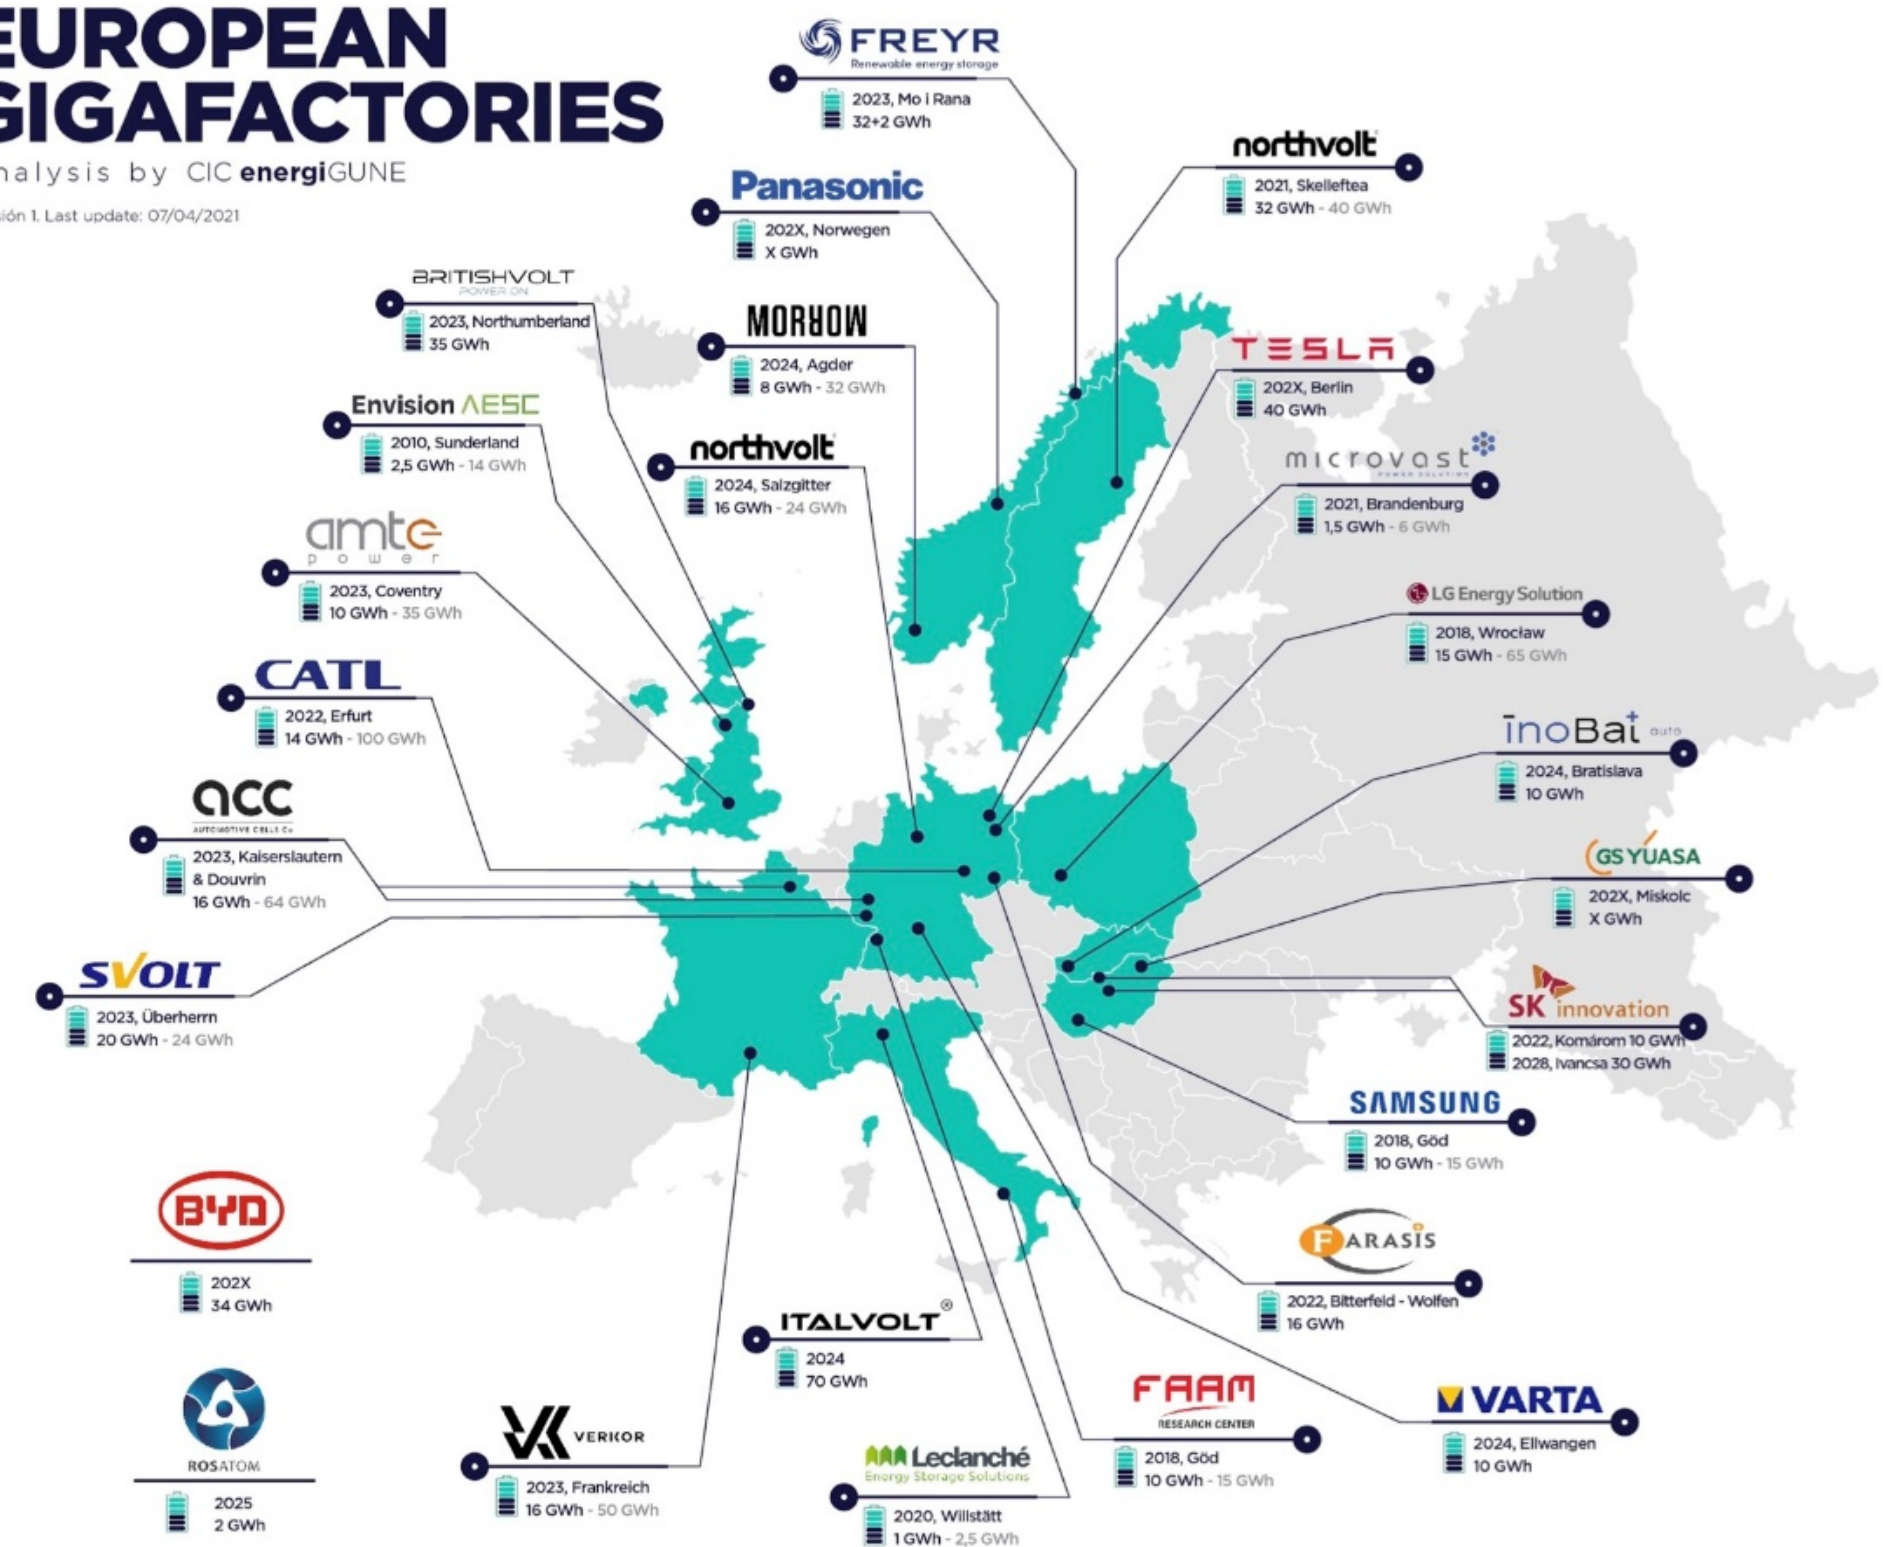 EUROPEAN
GIGAFACTORIES
nalysis by CIC energiGUNE
sión 1. Last update: 07/04/2021
FREYR
Renewable energy storage
2023, Mo i Rana
32+2 GWh
northvolt
2021, Skelleftea
32 GWh - 40 GWh
Panasonic
202X, Norwegen
X GWh
BRITISHVOLT
POWER ON
2023, Northumberland
35 GWh
MORROW
2024, Agder
8 GWh - 32 GWh
TESLA
202X, Berlin
40 GWh
Envision AESC
2010, Sunderland
2,5 GWh - 14 GWh
northvolt
2024, Salzgitter
16 GWh - 24 GWh
microvast
POWER SOLUTION
2021, Brandenburg
1,5 GWh - 6 GWh
amte
power
2023, Coventry
10 GWh - 35 GWh
LG Energy Solution
2018, Wrocław
15 GWh - 65 GWh
CATL
2022, Erfurt
14 GWh - 100 GWh
inoBat auto
2024, Bratislava
10 GWh
acc
AUTOMOTIVE CELLS Co
2023, Kaiserslautern
& Douvrin
16 GWh - 64 GWh
GS YUASA
202X, Miskolc
X GWh
SVOLT
2023, Überherrn
20 GWh - 24 GWh
SK innovation
2022, Komárom 10 GWh
2028, Ivancsa 30 GWh
SAMSUNG
2018, Göd
10 GWh - 15 GWh
BYD
202X
34 GWh
FARASIS
2022, Bitterfeld - Wolfen
16 GWh
ITALVOLT®
2024
70 GWh
ROSATOM
2025
2 GWh
VERKOR
2023, Frankreich
16 GWh - 50 GWh
Leclanché
Energy Storage Solutions
2020, Willstätt
1 GWh - 2,5 GWh
FAAM
RESEARCH CENTER
2018, Göd
10 GWh - 15 GWh
VARTA
2024, Ellwangen
10 GWh